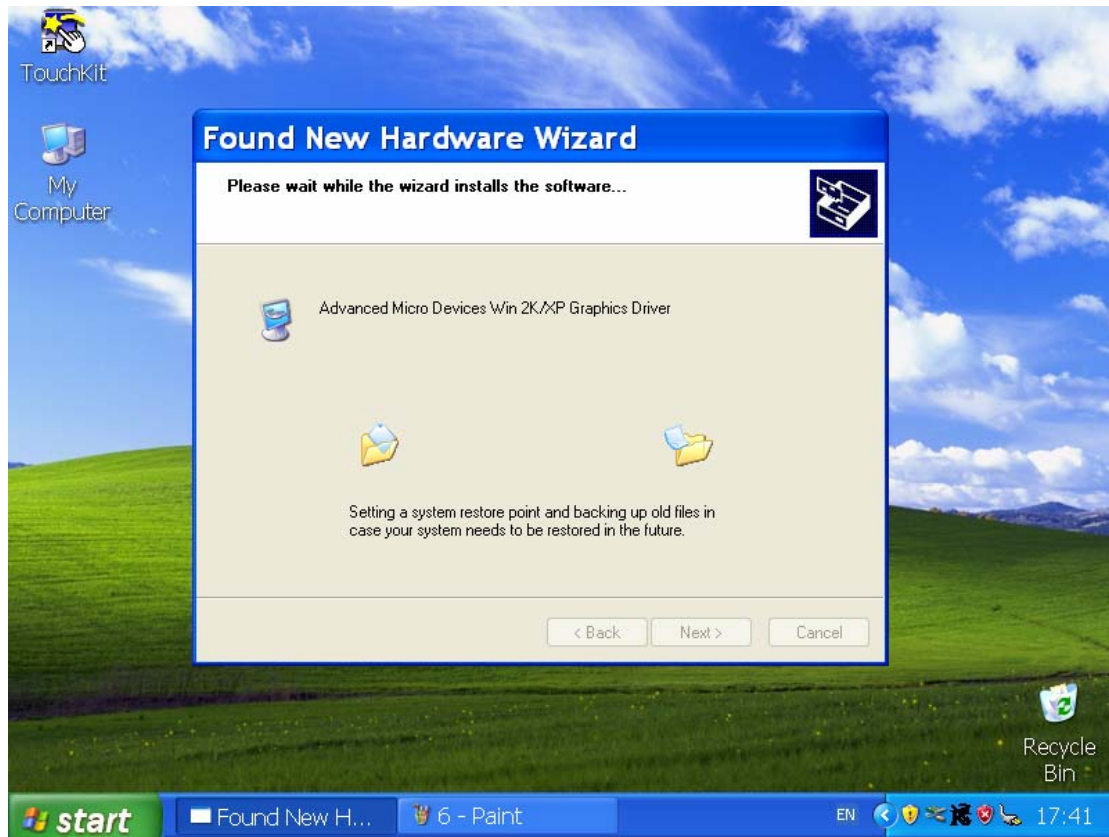 TouchKit
My
Computer
Found New Hardware Wizard
Please wait while the wizard installs the software...
Advanced Micro Devices Win 2K/XP Graphics Driver
Setting a system restore point and backing up old files in
case your system needs to be restored in the future.
< Back
Next >
Cancel
Recycle
Bin
start
Found New H...
6 - Paint
EN
17:41